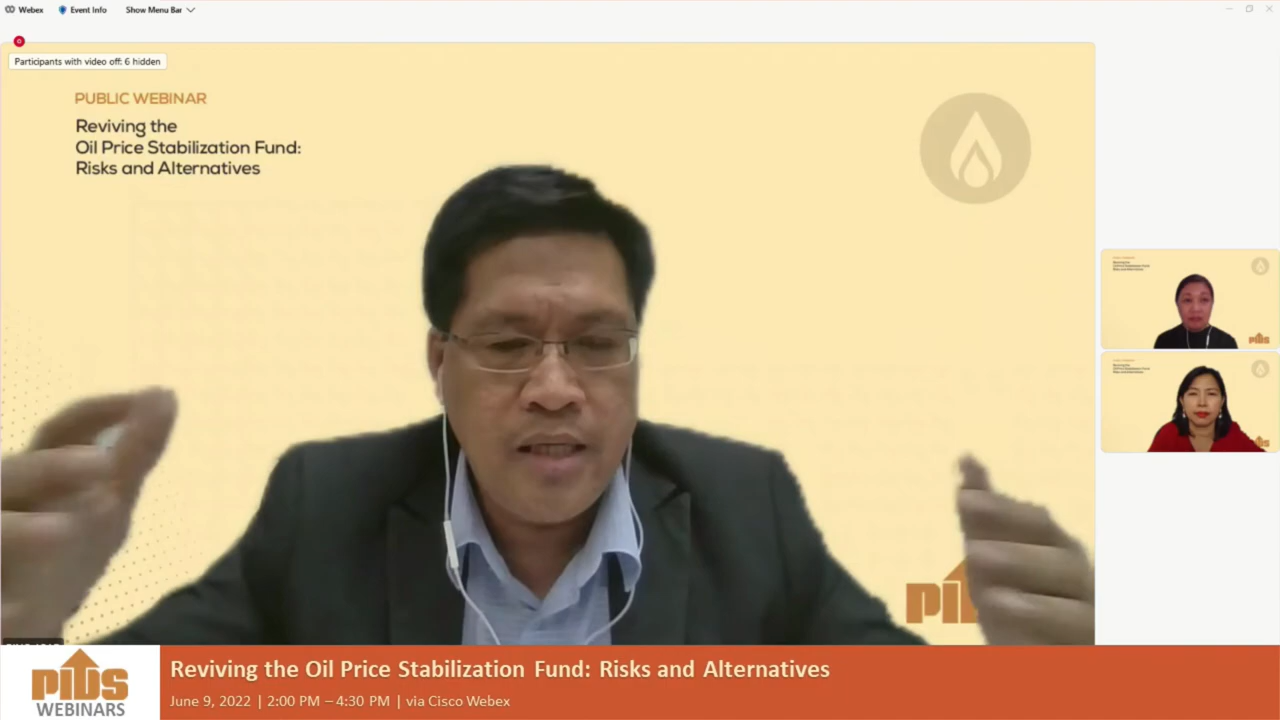 Webex Event Info Show Menu Bar
Participants with video off: 6 hidden
PUBLIC WEBINAR
Reviving the
Oil Price Stabilization Fund:
Risks and Alternatives
PIDS
PIDS
PIDS
WEBINARS
Reviving the Oil Price Stabilization Fund: Risks and Alternatives
June 9, 2022 | 2:00 PM – 4:30 PM | via Cisco Webex